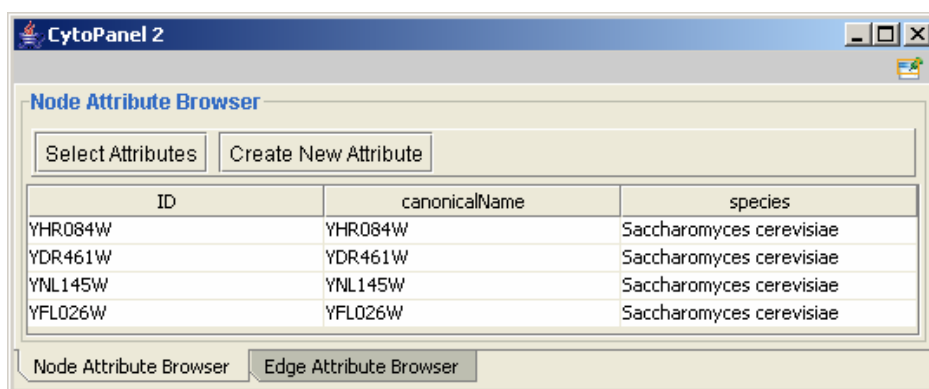 CytoPanel 2
Node Attribute Browser
Select Attributes Create New Attribute
ID canonicalName species
YHR084W YHR084W Saccharomyces cerevisiae
YDR461W YDR461W Saccharomyces cerevisiae
YNL145W YNL145W Saccharomyces cerevisiae
YFL026W YFL026W Saccharomyces cerevisiae
Node Attribute Browser Edge Attribute Browser